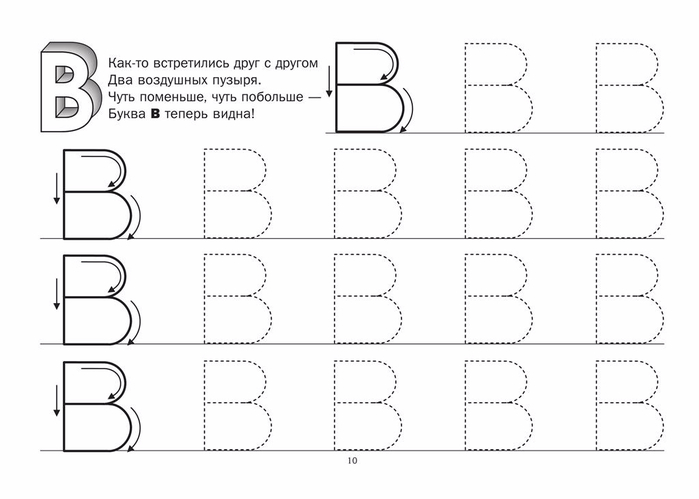 В
Как-то встретились друг с другом
Два воздушных пузыря.
Чуть поменьше, чуть побольше —
Буква В теперь видна!
В В В
В В В В В
В В В В В
В В В В В
10